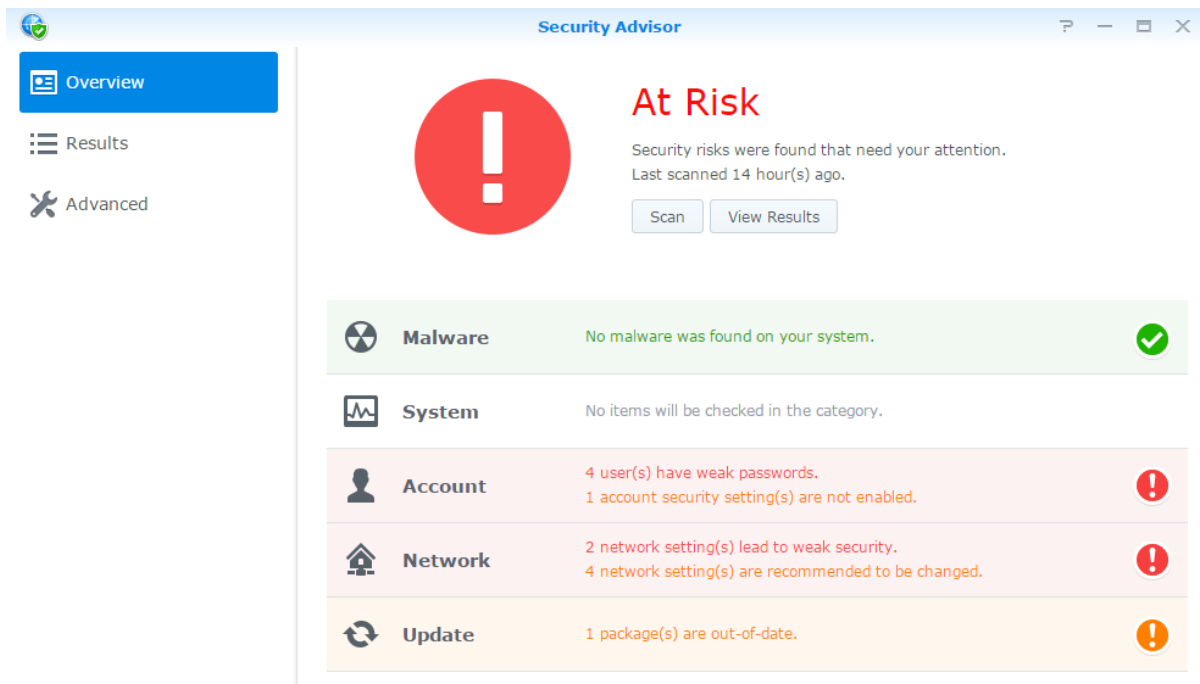 Security Advisor
Overview
Results
Advanced
At Risk
Security risks were found that need your attention.
Last scanned 14 hour(s) ago.
Scan View Results
Malware No malware was found on your system.
System No items will be checked in the category.
Account
4 user(s) have weak passwords.
1 account security setting(s) are not enabled.
Network
2 network setting(s) lead to weak security.
4 network setting(s) are recommended to be changed.
Update 1 package(s) are out-of-date.